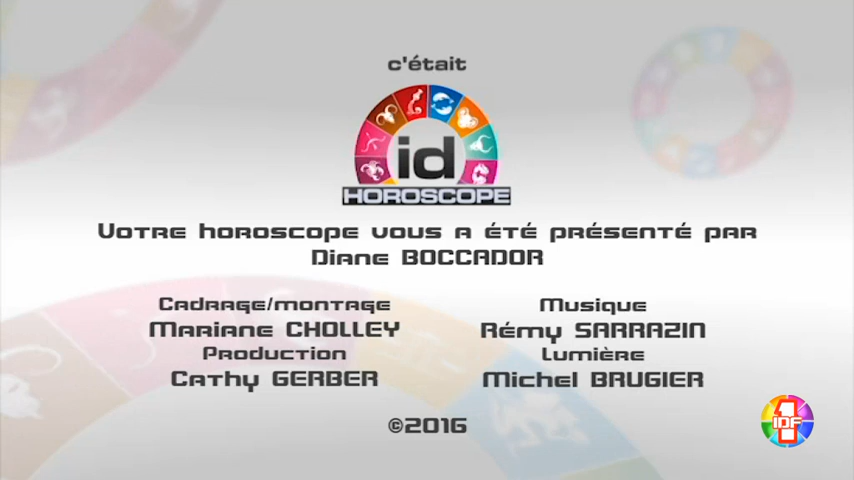 c'était
id
HOROSCOPE
Votre horoscope vous a été présenté par
Diane BOCCADOR
Cadrage/montage
Mariane CHOLLEY
Production
Cathy GERBER
Musique
Rémy SARRAZIN
Lumière
Michel BRUGIER
©2016
IDF
1